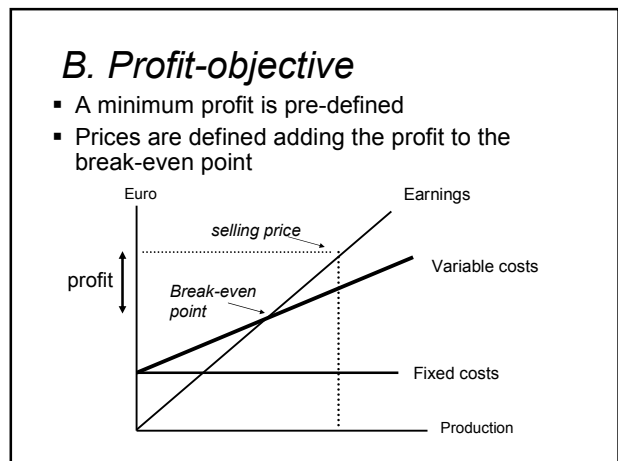 B. Profit-objective
▪ A minimum profit is pre-defined
▪ Prices are defined adding the profit to the
break-even point
Euro
Earnings
selling price
Variable costs
profit
Break-even
point
Fixed costs
Production